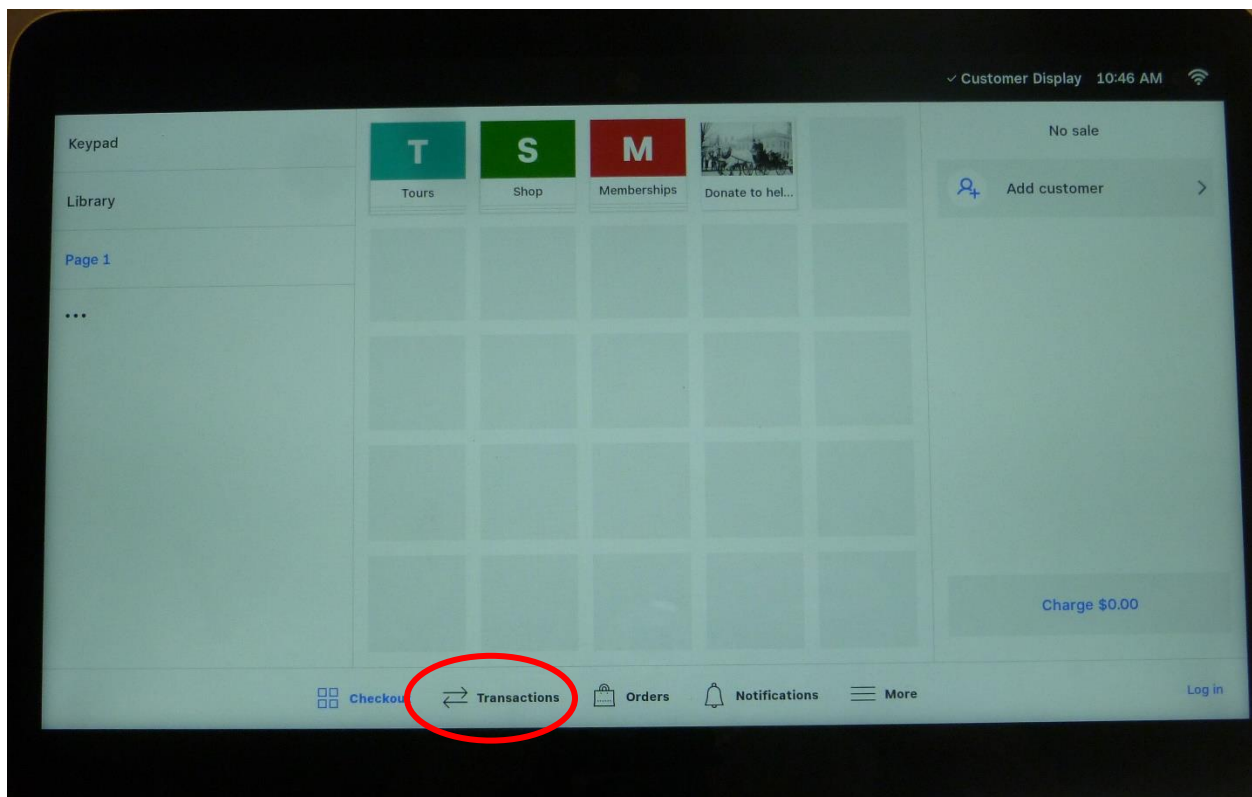 Customer Display 10:46 AM
Keypad
Library
Page 1
...
T
Tours
S
Shop
M
Memberships
Donate to hel...
No sale
Add customer
Charge $0.00
Checkou
Transactions
Orders
Notifications
More
Log in